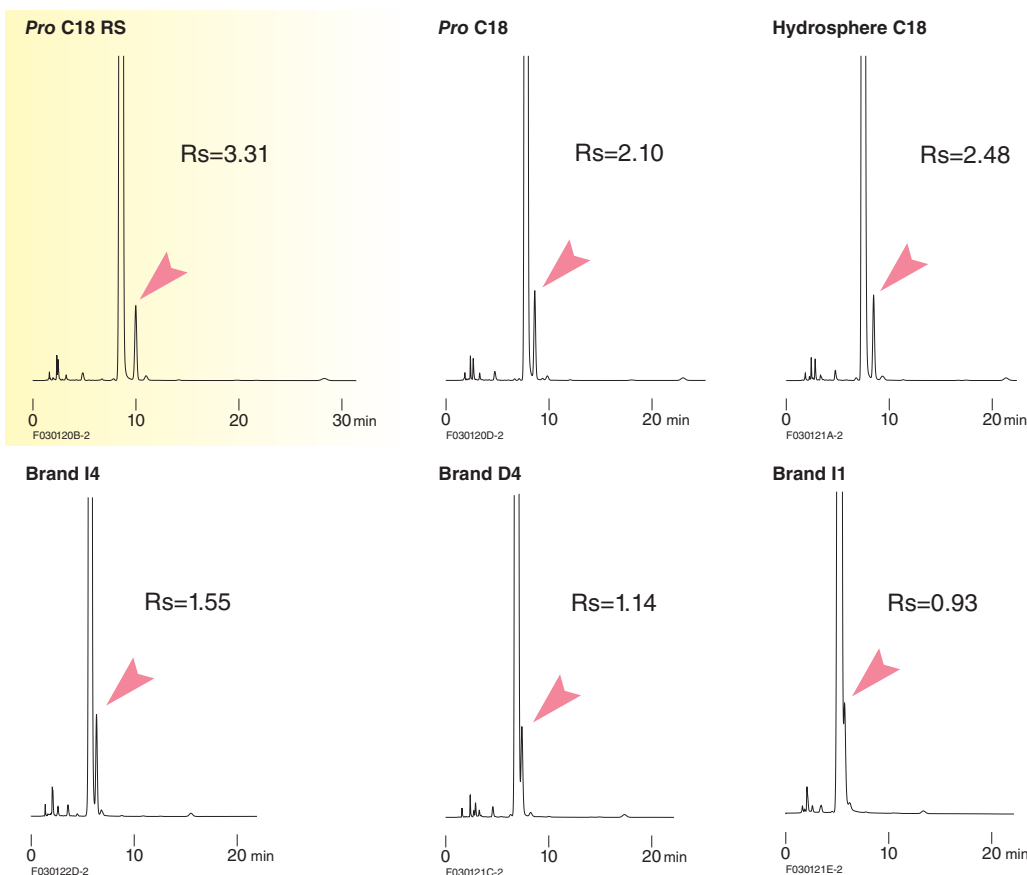 Pro C18 RS
Rs=3.31
0 10 20 30 min
F030120B-2
Pro C18
Rs=2.10
0 10 20 min
F030120D-2
Hydrosphere C18
Rs=2.48
0 10 20 min
F030121A-2
Brand I4
Rs=1.55
0 10 20 min
F030122D-2
Brand D4
Rs=1.14
0 10 20 min
F030121C-2
Brand I1
Rs=0.93
0 10 20 min
F030121E-2